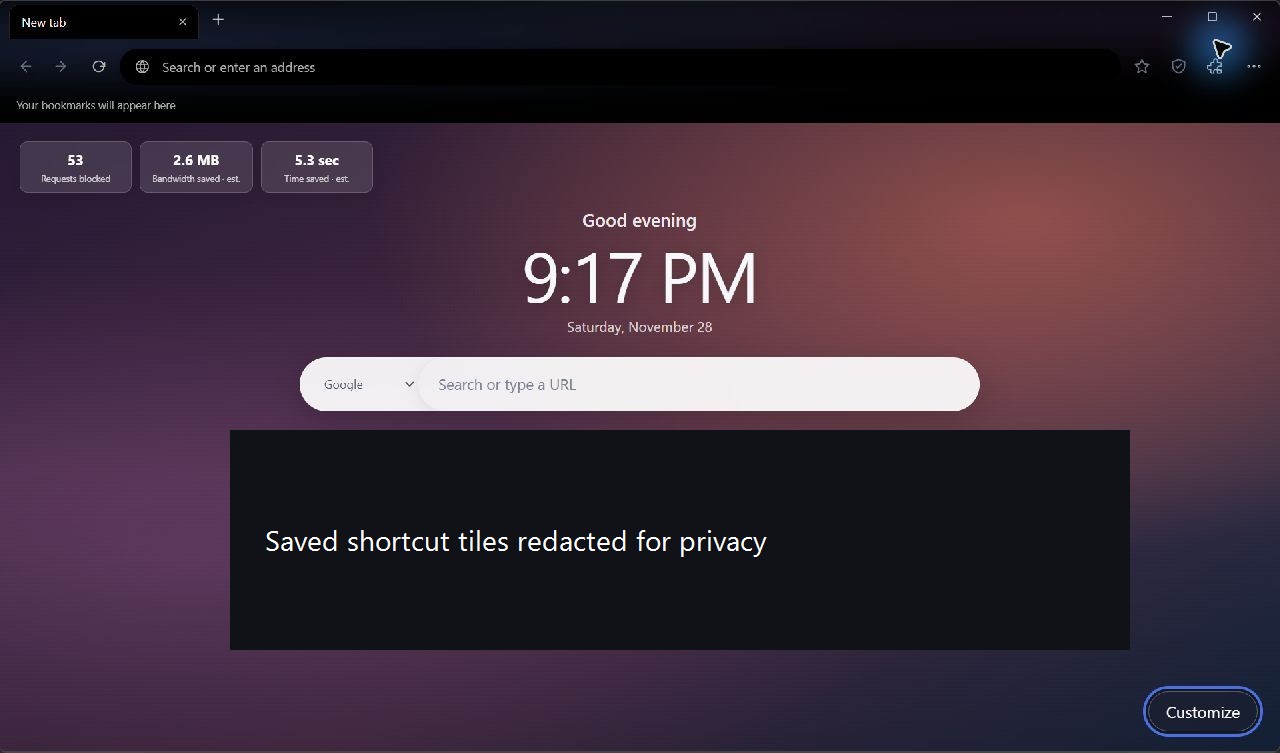 New tab
Search or enter an address
Your bookmarks will appear here
53
Requests blocked
2.6 MB
Bandwidth saved · est.
5.3 sec
Time saved · est.
Good evening
9:17 PM
Saturday, November 28
Google
Search or type a URL
Saved shortcut tiles redacted for privacy
Customize